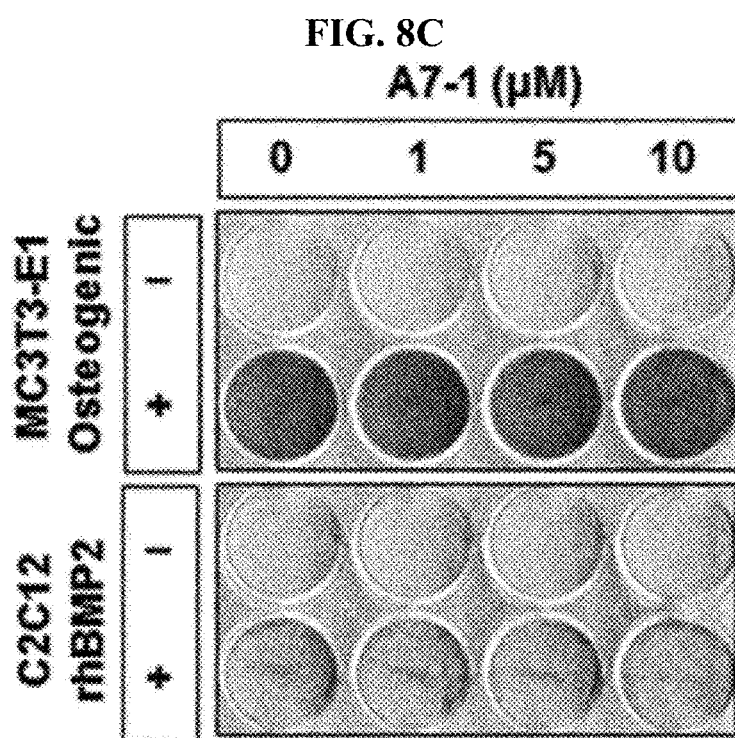 FIG. 8C
A7-1 (µM)
0 1 5 10
MC3T3-E1
Osteogenic
−
+
C2C12
rhBMP2
−
+